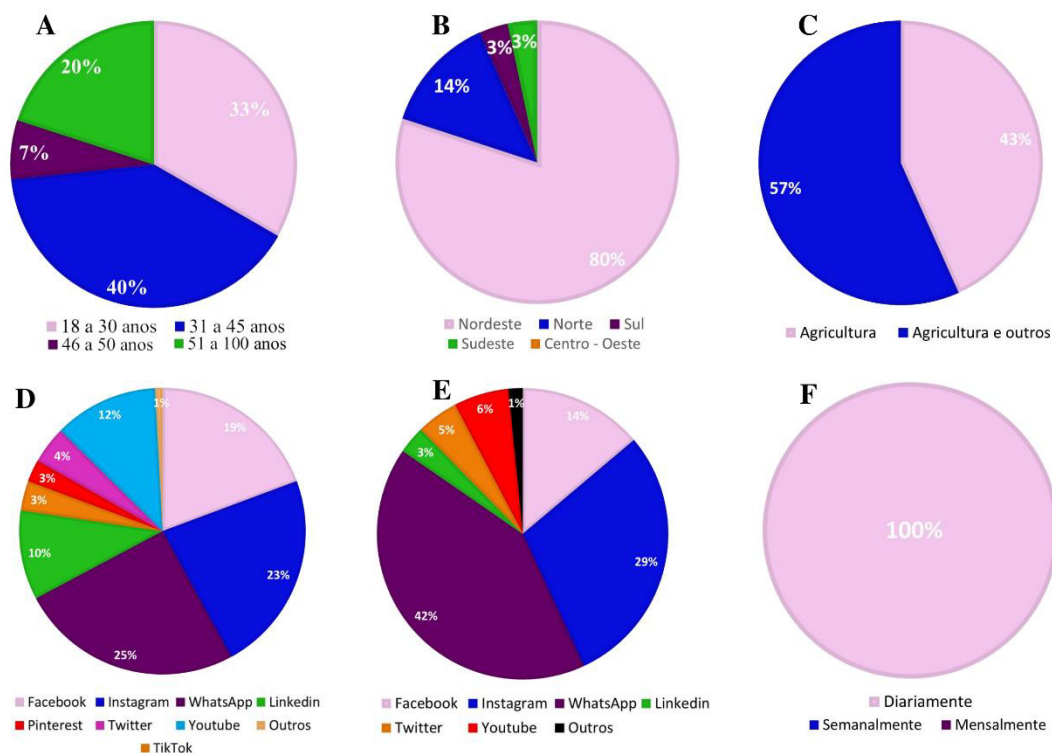 A
20%
33%
7%
40%
18 a 30 anos 31 a 45 anos
46 a 50 anos 51 a 100 anos
B
3% 3%
14%
80%
Nordeste Norte Sul
Sudeste Centro - Oeste
C
43%
57%
Agricultura Agricultura e outros
D
1%
12%
19%
4%
3%
3%
10%
23%
25%
Facebook Instagram WhatsApp Linkedin
Pinterest Twitter Youtube Outros
TikTok
E
1%
6%
14%
5%
3%
29%
42%
Facebook Instagram WhatsApp Linkedin
Twitter Youtube Outros
F
100%
Diariamente
Semanalmente Mensalmente